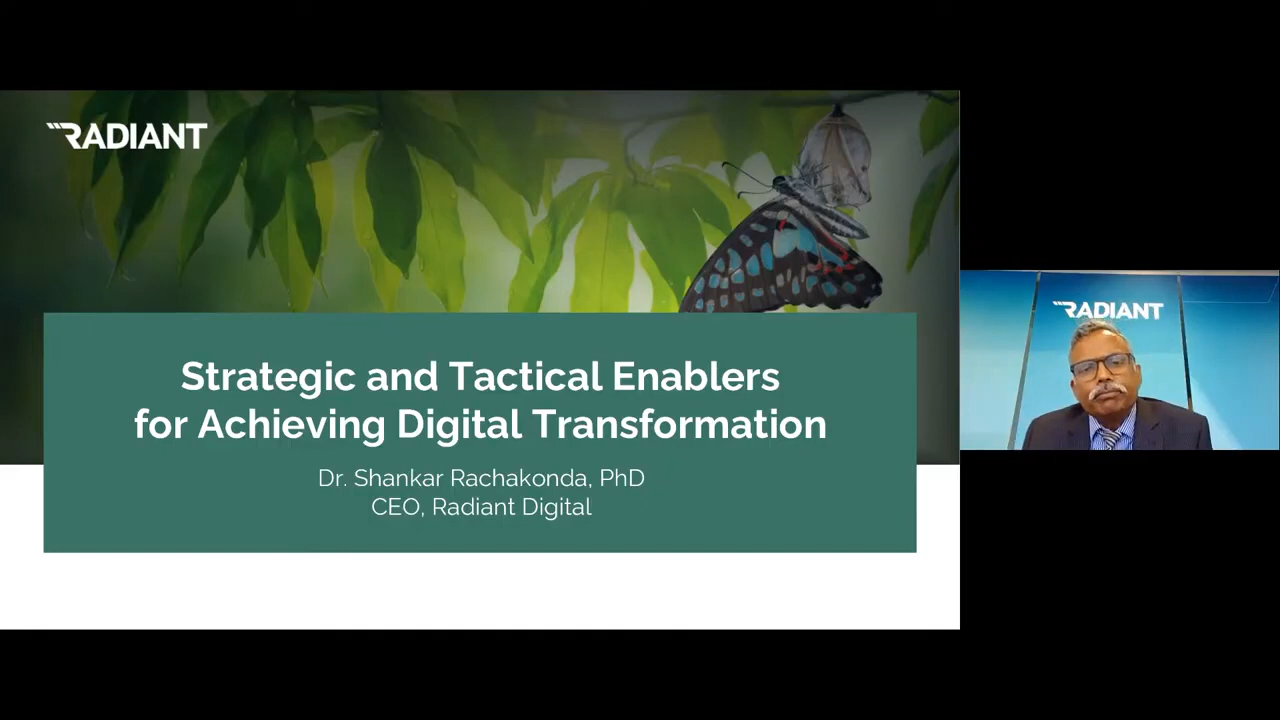 RADIANT
Strategic and Tactical Enablers
for Achieving Digital Transformation
Dr. Shankar Rachakonda, PhD
CEO, Radiant Digital
RADIANT